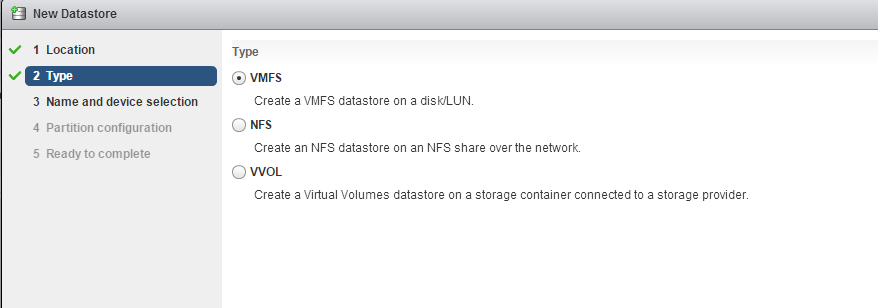 New Datastore
1 Location
2 Type
3 Name and device selection
4 Partition configuration
5 Ready to complete
Type
VMFS
Create a VMFS datastore on a disk/LUN.
NFS
Create an NFS datastore on an NFS share over the network.
VVOL
Create a Virtual Volumes datastore on a storage container connected to a storage provider.